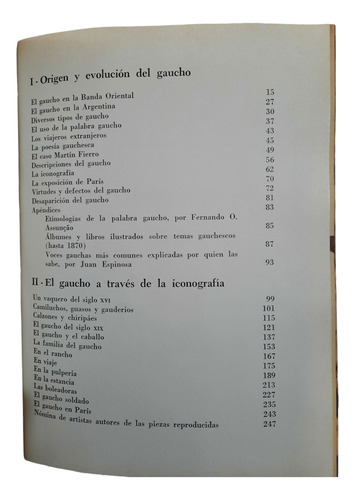 I - Origen y evolución del gaucho
El gaucho en la Banda Oriental 15
El gaucho en la Argentina 27
Diversos tipos de gaucho 30
El uso de la palabra gaucho 37
Los viajeros extranjeros 43
La poesía gauchesca 45
El caso Martín Fierro 49
Descripciones del gaucho 56
La iconografía 62
La exposición de París 70
Virtudes y defectos del gaucho 72
Desaparición del gaucho 81
Apéndices 83
Etimologías de la palabra gaucho, por Fernando O.
Assunção 85
Álbumes y libros ilustrados sobre temas gauchescos
(hasta 1870) 87
Voces gauchas más comunes explicadas por quien las
sabe, por Juan Espinosa 93
II - El gaucho a través de la iconografía
Un vaquero del siglo XVI 99
Camiluchos, guasos y gauderios 101
Calzones y chiripáes 115
El gaucho del siglo XIX 121
El gaucho y el caballo 137
La familia del gaucho 153
En el rancho 167
En viaje 175
En la pulpería 189
En la estancia 213
Las boleadoras 227
El gaucho soldado 235
El gaucho en París 243
Nómina de artistas autores de las piezas reproducidas 247